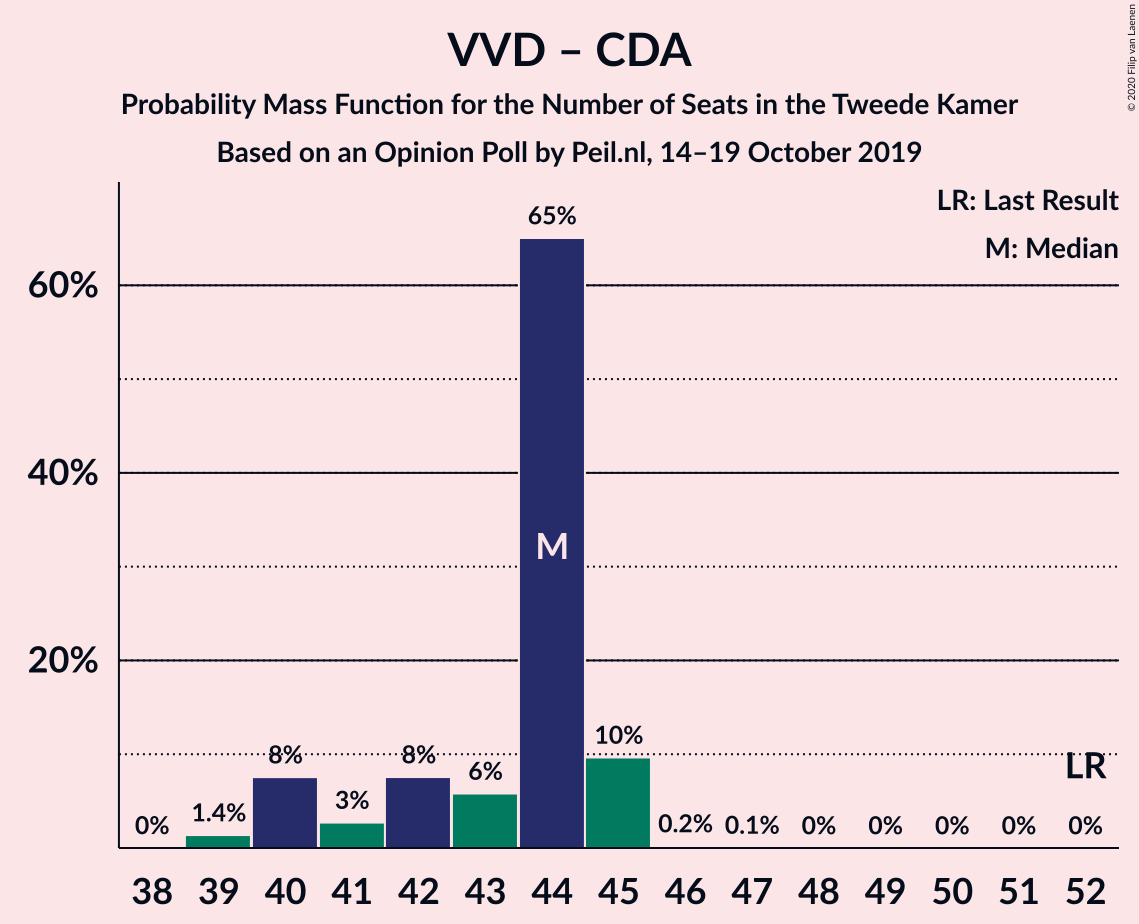 VVD – CDA
Probability Mass Function for the Number of Seats in the Tweede Kamer
Based on an Opinion Poll by Peil.nl, 14–19 October 2019
© 2020 Filip van Laenen
LR: Last Result
M: Median
60%
40%
20%
0%
1.4%
8%
3%
8%
6%
65%
M
10%
0.2%
0.1%
0%
0%
0%
0%
LR
0%
38 39 40 41 42 43 44 45 46 47 48 49 50 51 52